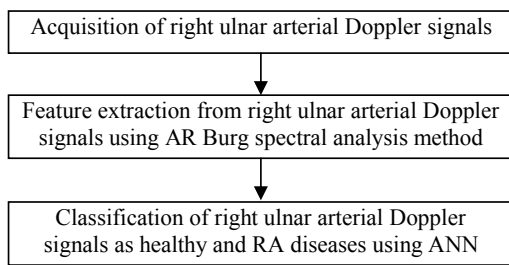 Acquisition of right ulnar arterial Doppler signals
Feature extraction from right ulnar arterial Doppler
signals using AR Burg spectral analysis method
Classification of right ulnar arterial Doppler
signals as healthy and RA diseases using ANN